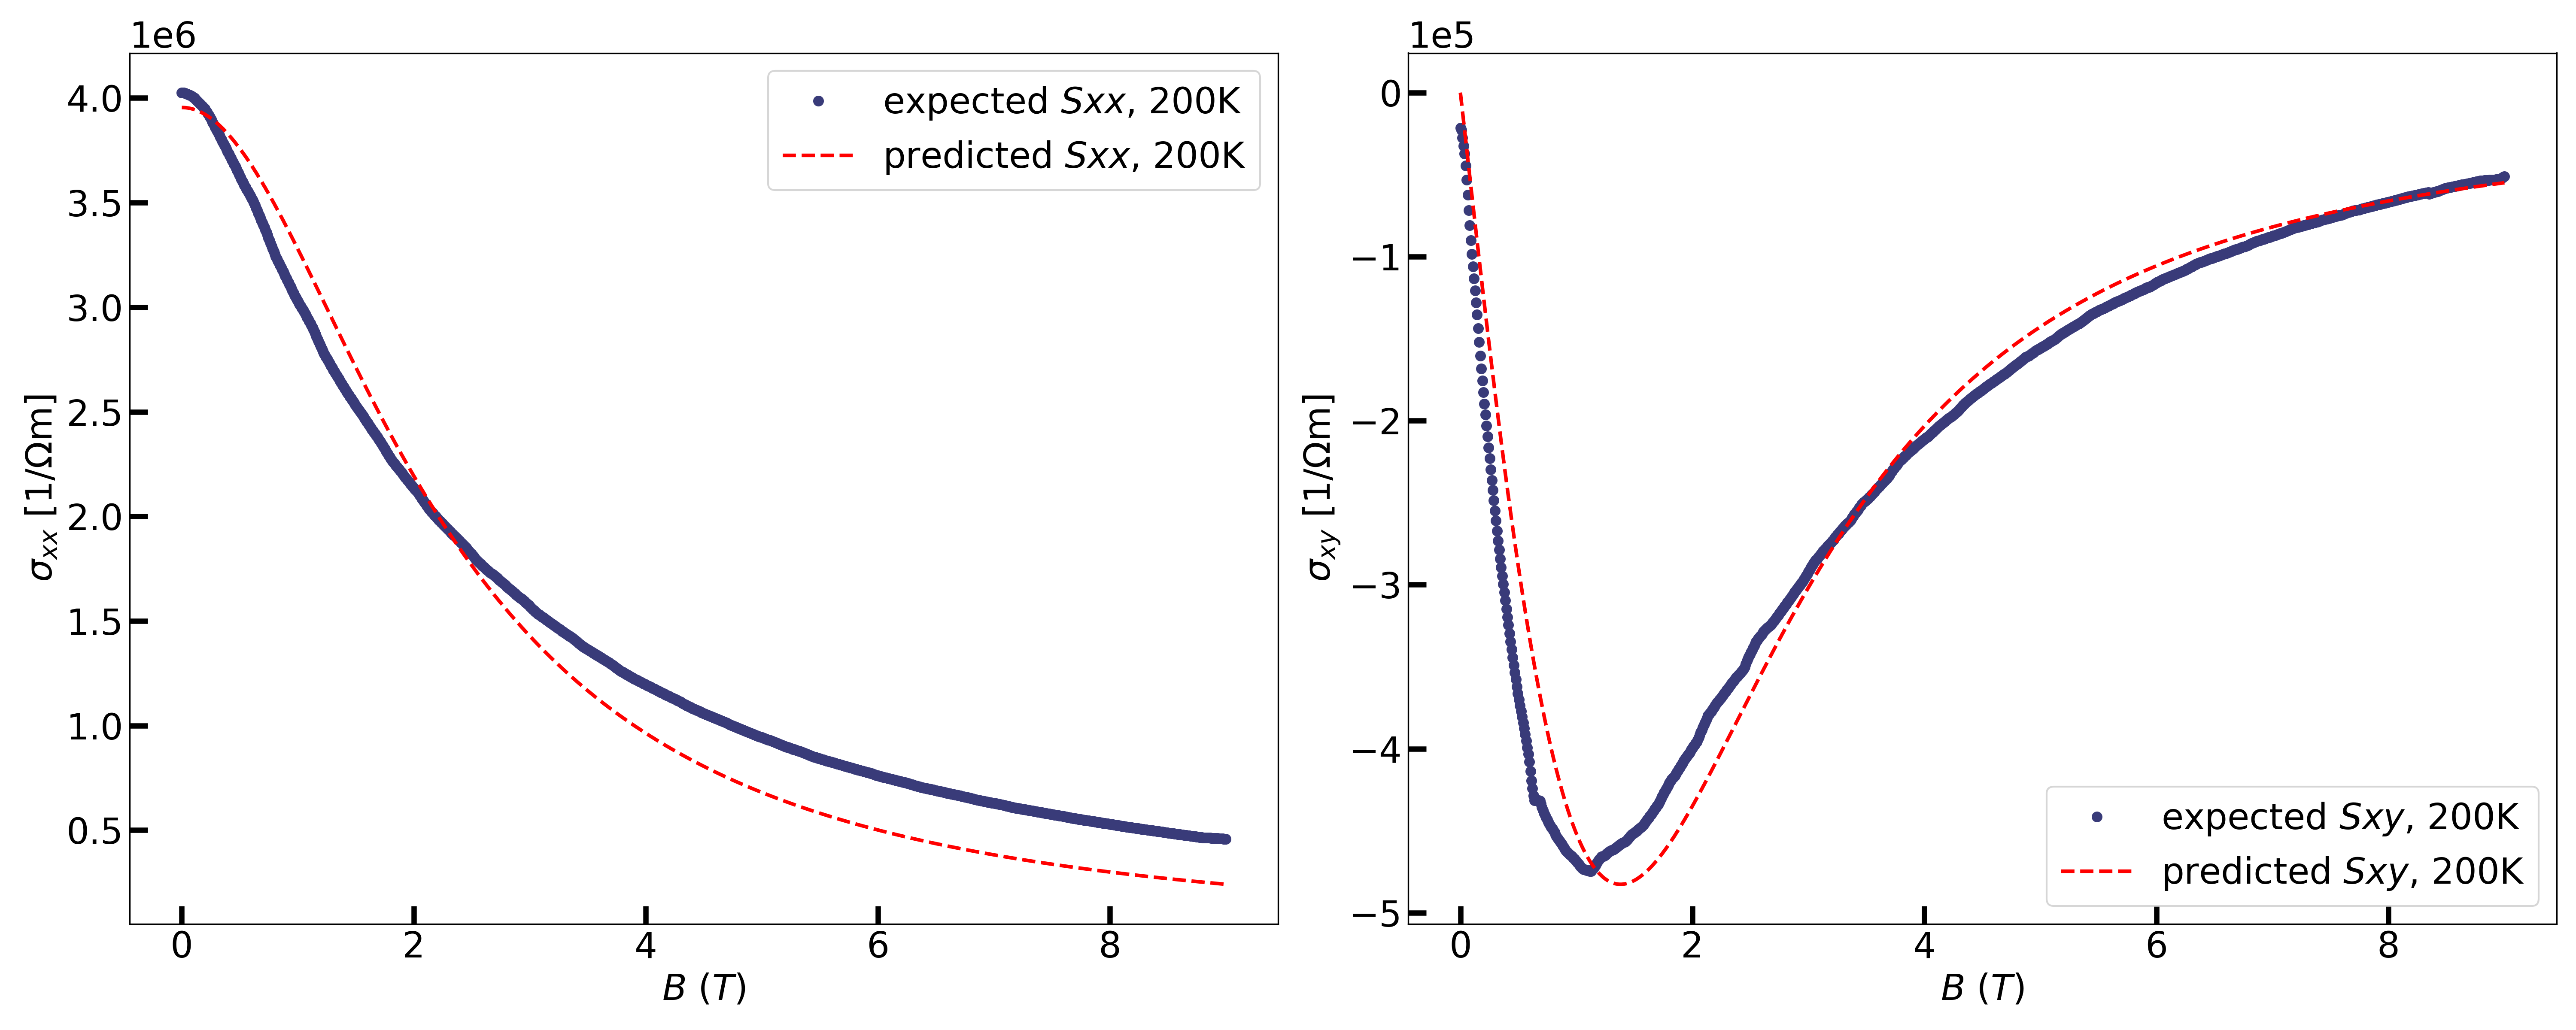 1e6
4.0
3.5
3.0
2.5
2.0
1.5
1.0
0.5
σxx [1/Ωm]
expected Sxx, 200K
predicted Sxx, 200K
0 2 4 6 8
B (T)
1e5
0
−1
−2
−3
−4
−5
σxy [1/Ωm]
expected Sxy, 200K
predicted Sxy, 200K
0 2 4 6 8
B (T)